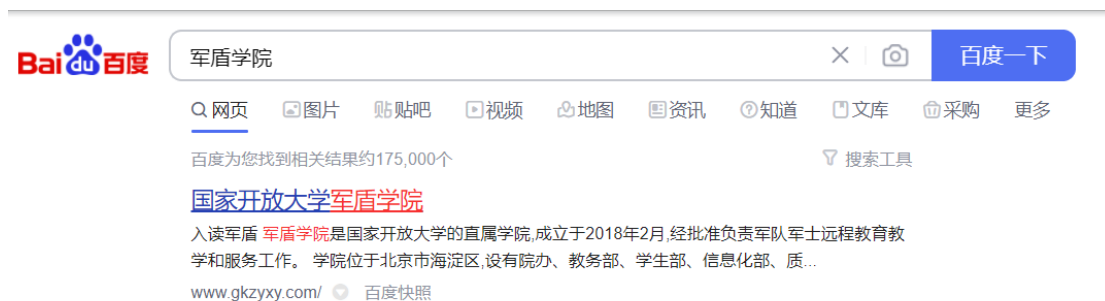 Bai du 百度 军盾学院 百度一下
网页 图片 贴贴吧 视频 地图 资讯 知道 文库 采购 更多
百度为您找到相关结果约175,000个 搜索工具
国家开放大学军盾学院
入读军盾 军盾学院是国家开放大学的直属学院,成立于2018年2月,经批准负责军队军士远程教育教
学和服务工作。 学院位于北京市海淀区,设有院办、教务部、学生部、信息化部、质...
www.gkzyxy.com/ 百度快照